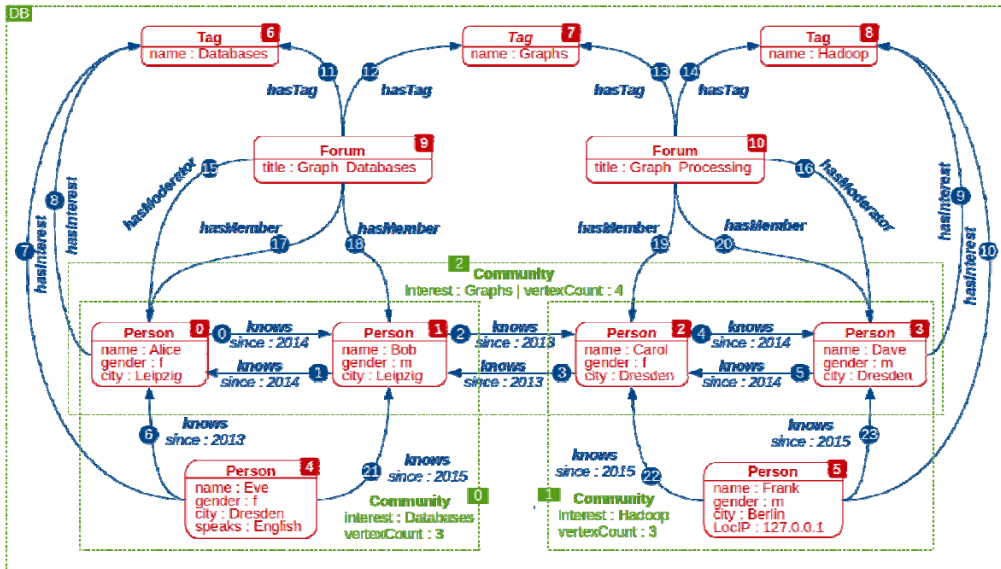 DB
6
Tag
name : Databases
7
Tag
name : Graphs
8
Tag
name : Hadoop
11
hasTag
12
hasTag
13
hasTag
14
hasTag
9
Forum
title : Graph Databases
10
Forum
title : Graph Processing
15
hasModerator
16
hasModerator
7
hasInterest
8
hasInterest
9
hasInterest
10
hasInterest
hasMember
17
hasMember
18
hasMember
19
hasMember
20
2
Community
Interest : Graphs | vertexCount : 4
0
Person
name : Alice
gender : f
city : Leipzig
0
knows
since : 2014
knows
1
since : 2014
1
Person
name : Bob
gender : m
city : Leipzig
2
knows
since : 2013
knows
3
since : 2013
2
Person
name : Carol
gender : f
city : Dresden
4
knows
since : 2014
knows
5
since : 2014
3
Person
name : Dave
gender : m
city : Dresden
6
knows
since : 2013
21
knows
since : 2015
knows
since : 2015
22
knows
since : 2015
23
4
Person
name : Eve
gender : f
city : Dresden
speaks : English
0
Community
interest : Databases
vertexCount : 3
1
Community
Interest : Hadoop
vertexCount : 3
5
Person
name : Frank
gender : m
city : Berlin
LocIP : 127.0.0.1